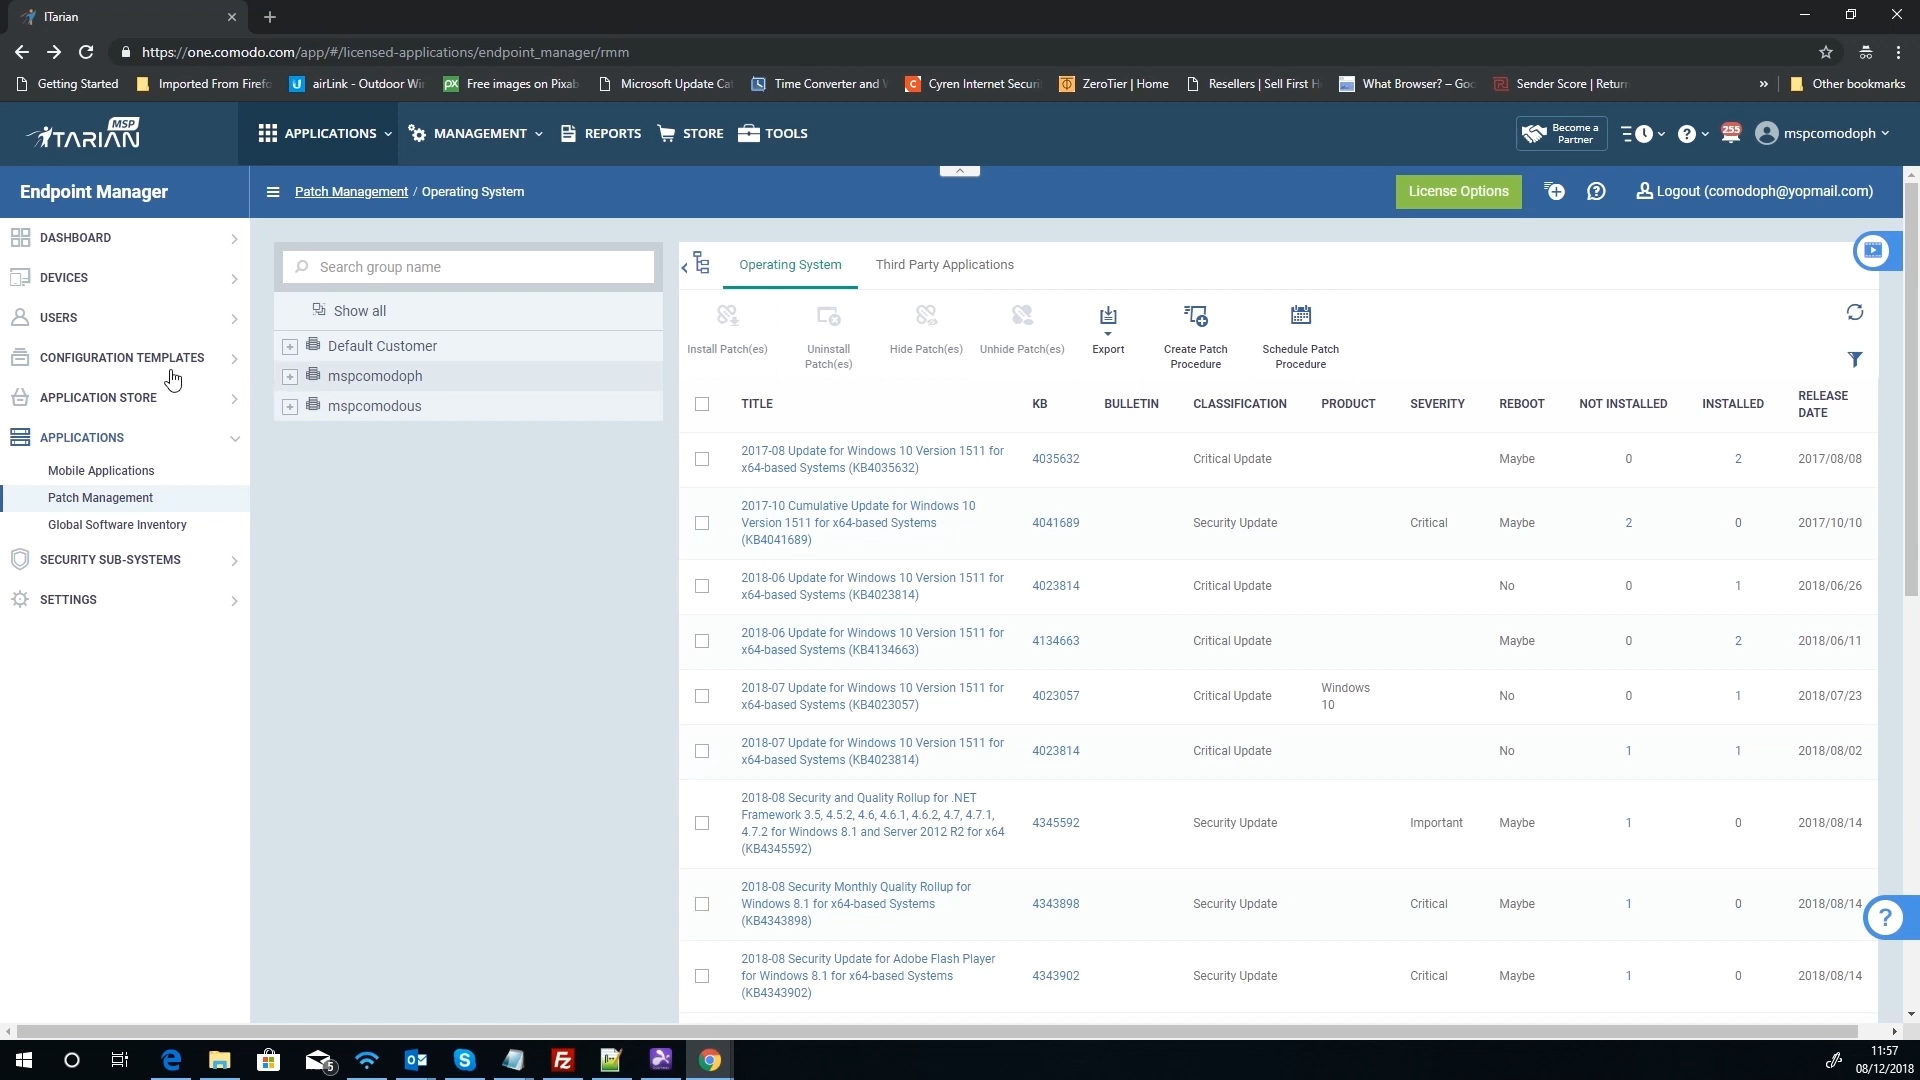 ITarian
https://one.comodo.com/app/#/licensed-applications/endpoint_manager/rmm
Getting Started
Imported From Firefo
airLink - Outdoor Wi
Free images on Pixab
Microsoft Update Cat
Time Converter and
Cyren Internet Securi
ZeroTier | Home
Resellers | Sell First
What Browser? – Goo
Sender Score | Return
»
Other bookmarks
ITARIAN MSP
APPLICATIONS
MANAGEMENT
REPORTS
STORE
TOOLS
Become a
Partner
255
mspcomodoph
Endpoint Manager
Patch Management / Operating System
License Options
Logout (comodoph@yopmail.com)
DASHBOARD
DEVICES
USERS
CONFIGURATION TEMPLATES
APPLICATION STORE
APPLICATIONS
Mobile Applications
Patch Management
Global Software Inventory
SECURITY SUB-SYSTEMS
SETTINGS
Search group name
Show all
Default Customer
mspcomodoph
mspcomodous
Operating System
Third Party Applications
Install Patch(es)
Uninstall
Patch(es)
Hide Patch(es)
Unhide Patch(es)
Export
Create Patch
Procedure
Schedule Patch
Procedure
TITLE KB BULLETIN CLASSIFICATION PRODUCT SEVERITY REBOOT NOT INSTALLED INSTALLED RELEASE
DATE
2017-08 Update for Windows 10 Version 1511 for
x64-based Systems (KB4035632)
4035632 Critical Update Maybe 0 2 2017/08/08
2017-10 Cumulative Update for Windows 10
Version 1511 for x64-based Systems
(KB4041689)
4041689 Security Update Critical Maybe 2 0 2017/10/10
2018-06 Update for Windows 10 Version 1511 for
x64-based Systems (KB4023814)
4023814 Critical Update No 0 1 2018/06/26
2018-06 Update for Windows 10 Version 1511 for
x64-based Systems (KB4134663)
4134663 Critical Update Maybe 0 2 2018/06/11
2018-07 Update for Windows 10 Version 1511 for
x64-based Systems (KB4023057)
4023057 Critical Update Windows
10
No 0 1 2018/07/23
2018-07 Update for Windows 10 Version 1511 for
x64-based Systems (KB4023814)
4023814 Critical Update No 1 1 2018/08/02
2018-08 Security and Quality Rollup for .NET
Framework 3.5, 4.5.2, 4.6, 4.6.1, 4.6.2, 4.7, 4.7.1,
4.7.2 for Windows 8.1 and Server 2012 R2 for x64
(KB4345592)
4345592 Security Update Important Maybe 1 0 2018/08/14
2018-08 Security Monthly Quality Rollup for
Windows 8.1 for x64-based Systems
(KB4343898)
4343898 Security Update Critical Maybe 1 0 2018/08/14
2018-08 Security Update for Adobe Flash Player
for Windows 8.1 for x64-based Systems
(KB4343902)
4343902 Security Update Critical Maybe 1 0 2018/08/14
?
5
11:57
08/12/2018